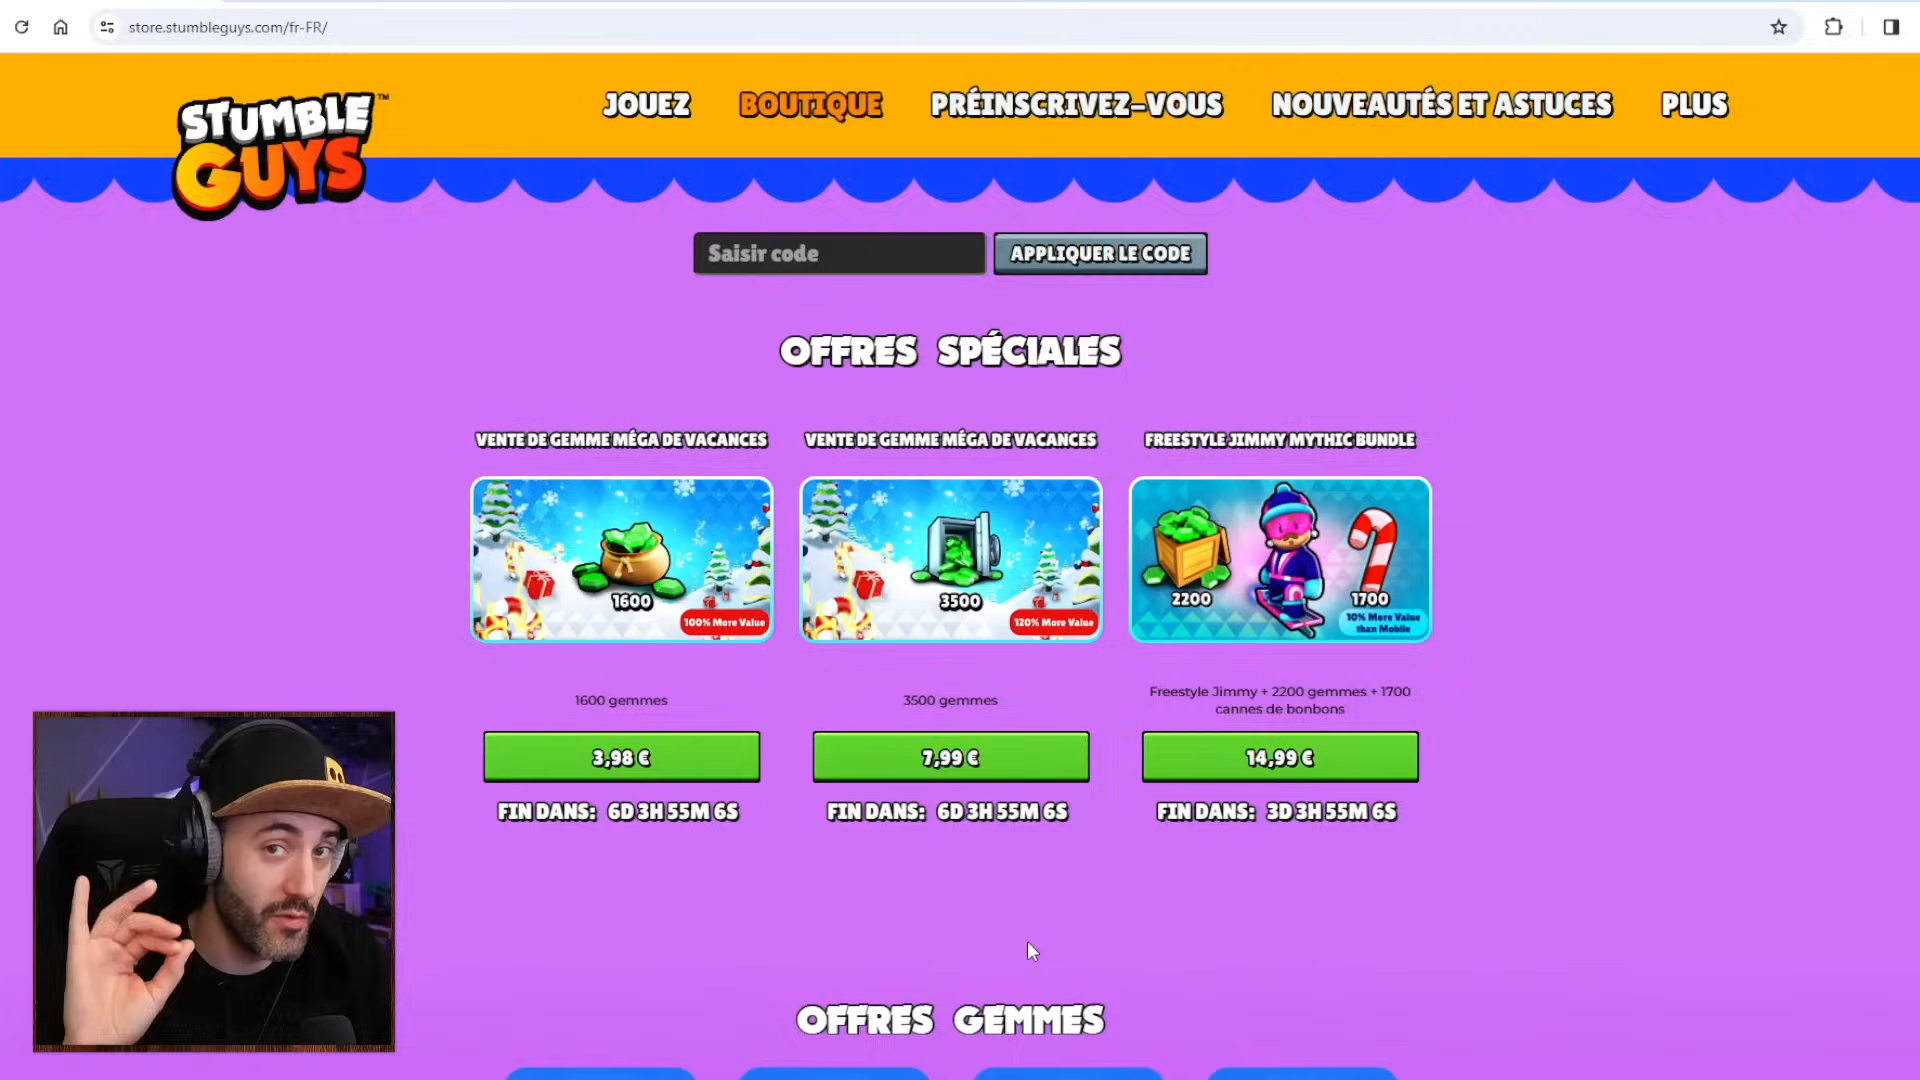 store.stumbleguys.com/fr-FR/
STUMBLE GUYS™
JOUEZ
BOUTIQUE
PRÉINSCRIVEZ-VOUS
NOUVEAUTÉS ET ASTUCES
PLUS
Saisir code
APPLIQUER LE CODE
OFFRES SPÉCIALES
VENTE DE GEMME MÉGA DE VACANCES
1600
100% More Value
1600 gemmes
3,98 €
FIN DANS: 6D 3H 55M 6S
VENTE DE GEMME MÉGA DE VACANCES
3500
120% More Value
3500 gemmes
7,99 €
FIN DANS: 6D 3H 55M 6S
FREESTYLE JIMMY MYTHIC BUNDLE
2200
1700
10% More Value
than Mobile
Freestyle Jimmy + 2200 gemmes + 1700
cannes de bonbons
14,99 €
FIN DANS: 3D 3H 55M 6S
OFFRES GEMMES